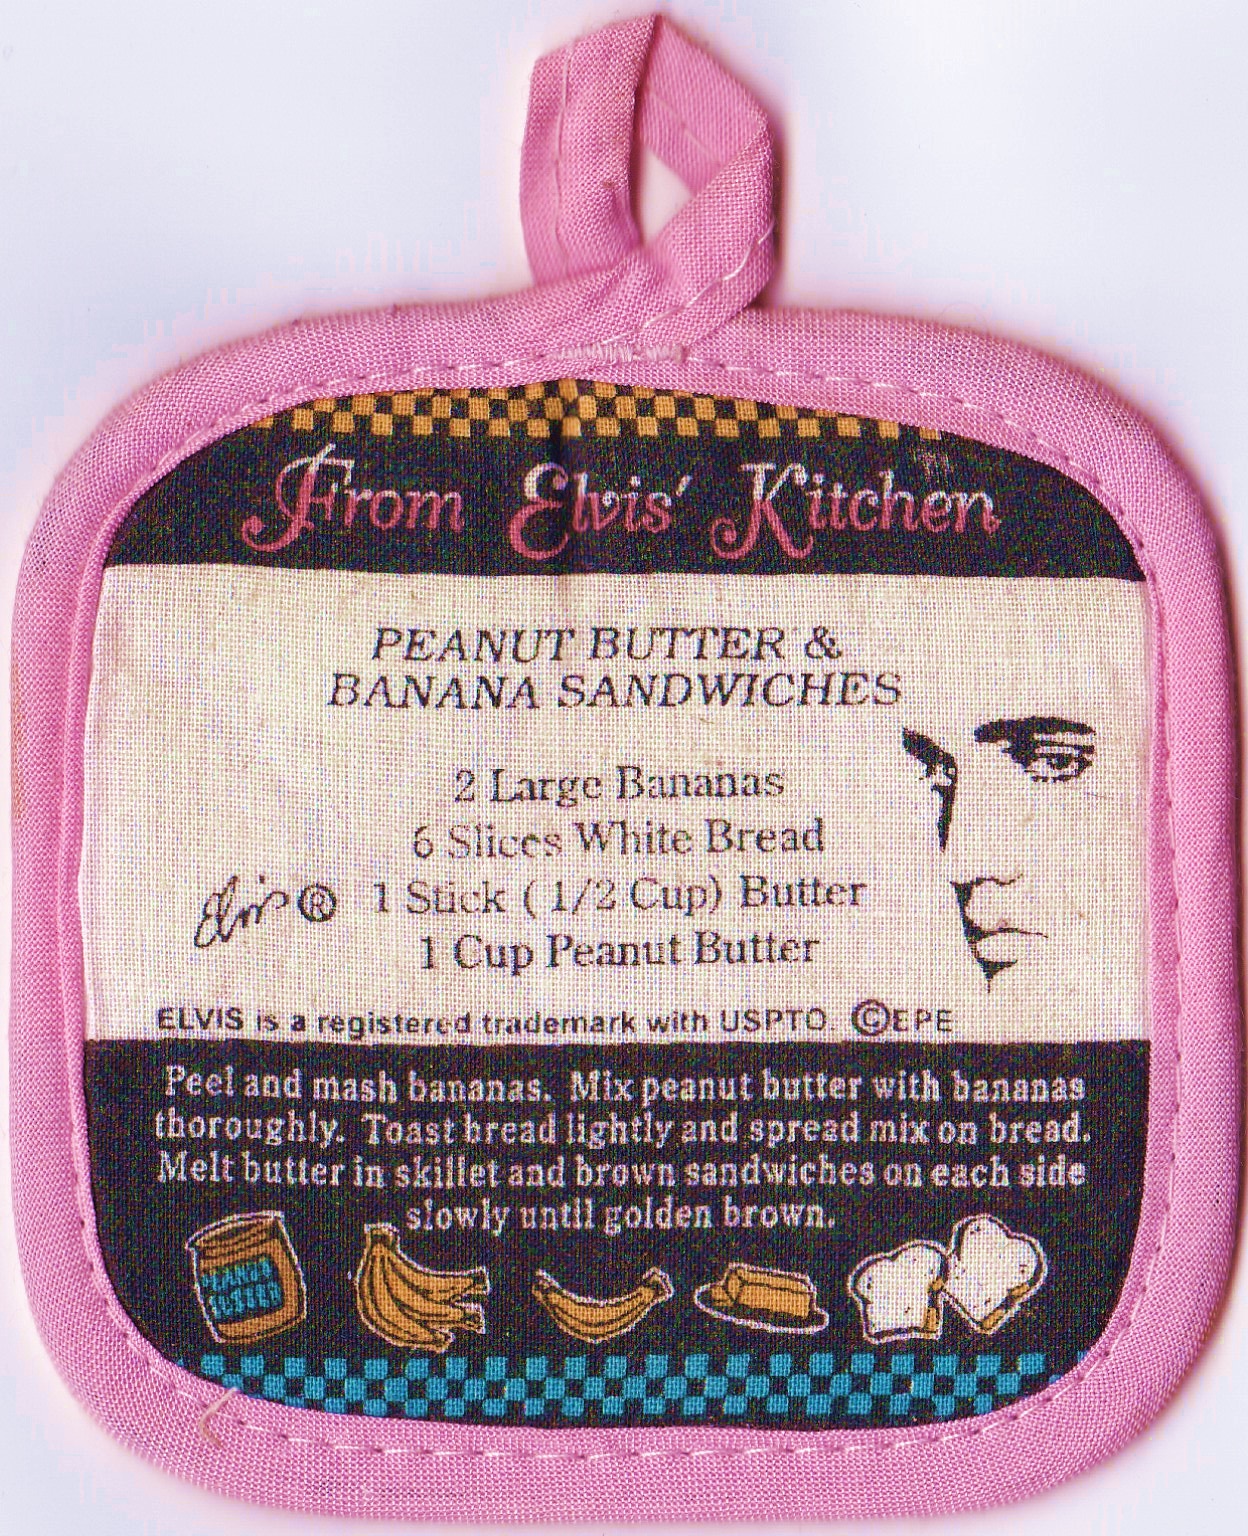 From Elvis' Kitchen™
PEANUT BUTTER &
BANANA SANDWICHES
2 Large Bananas
6 Slices White Bread
1 Stick ( 1/2 Cup) Butter
1 Cup Peanut Butter
Elvis ®
ELVIS is a registered trademark with USPTO. ©EPE
Peel and mash bananas. Mix peanut butter with bananas
thoroughly. Toast bread lightly and spread mix on bread.
Melt butter in skillet and brown sandwiches on each side
slowly until golden brown.
PEANUT
BUTTER